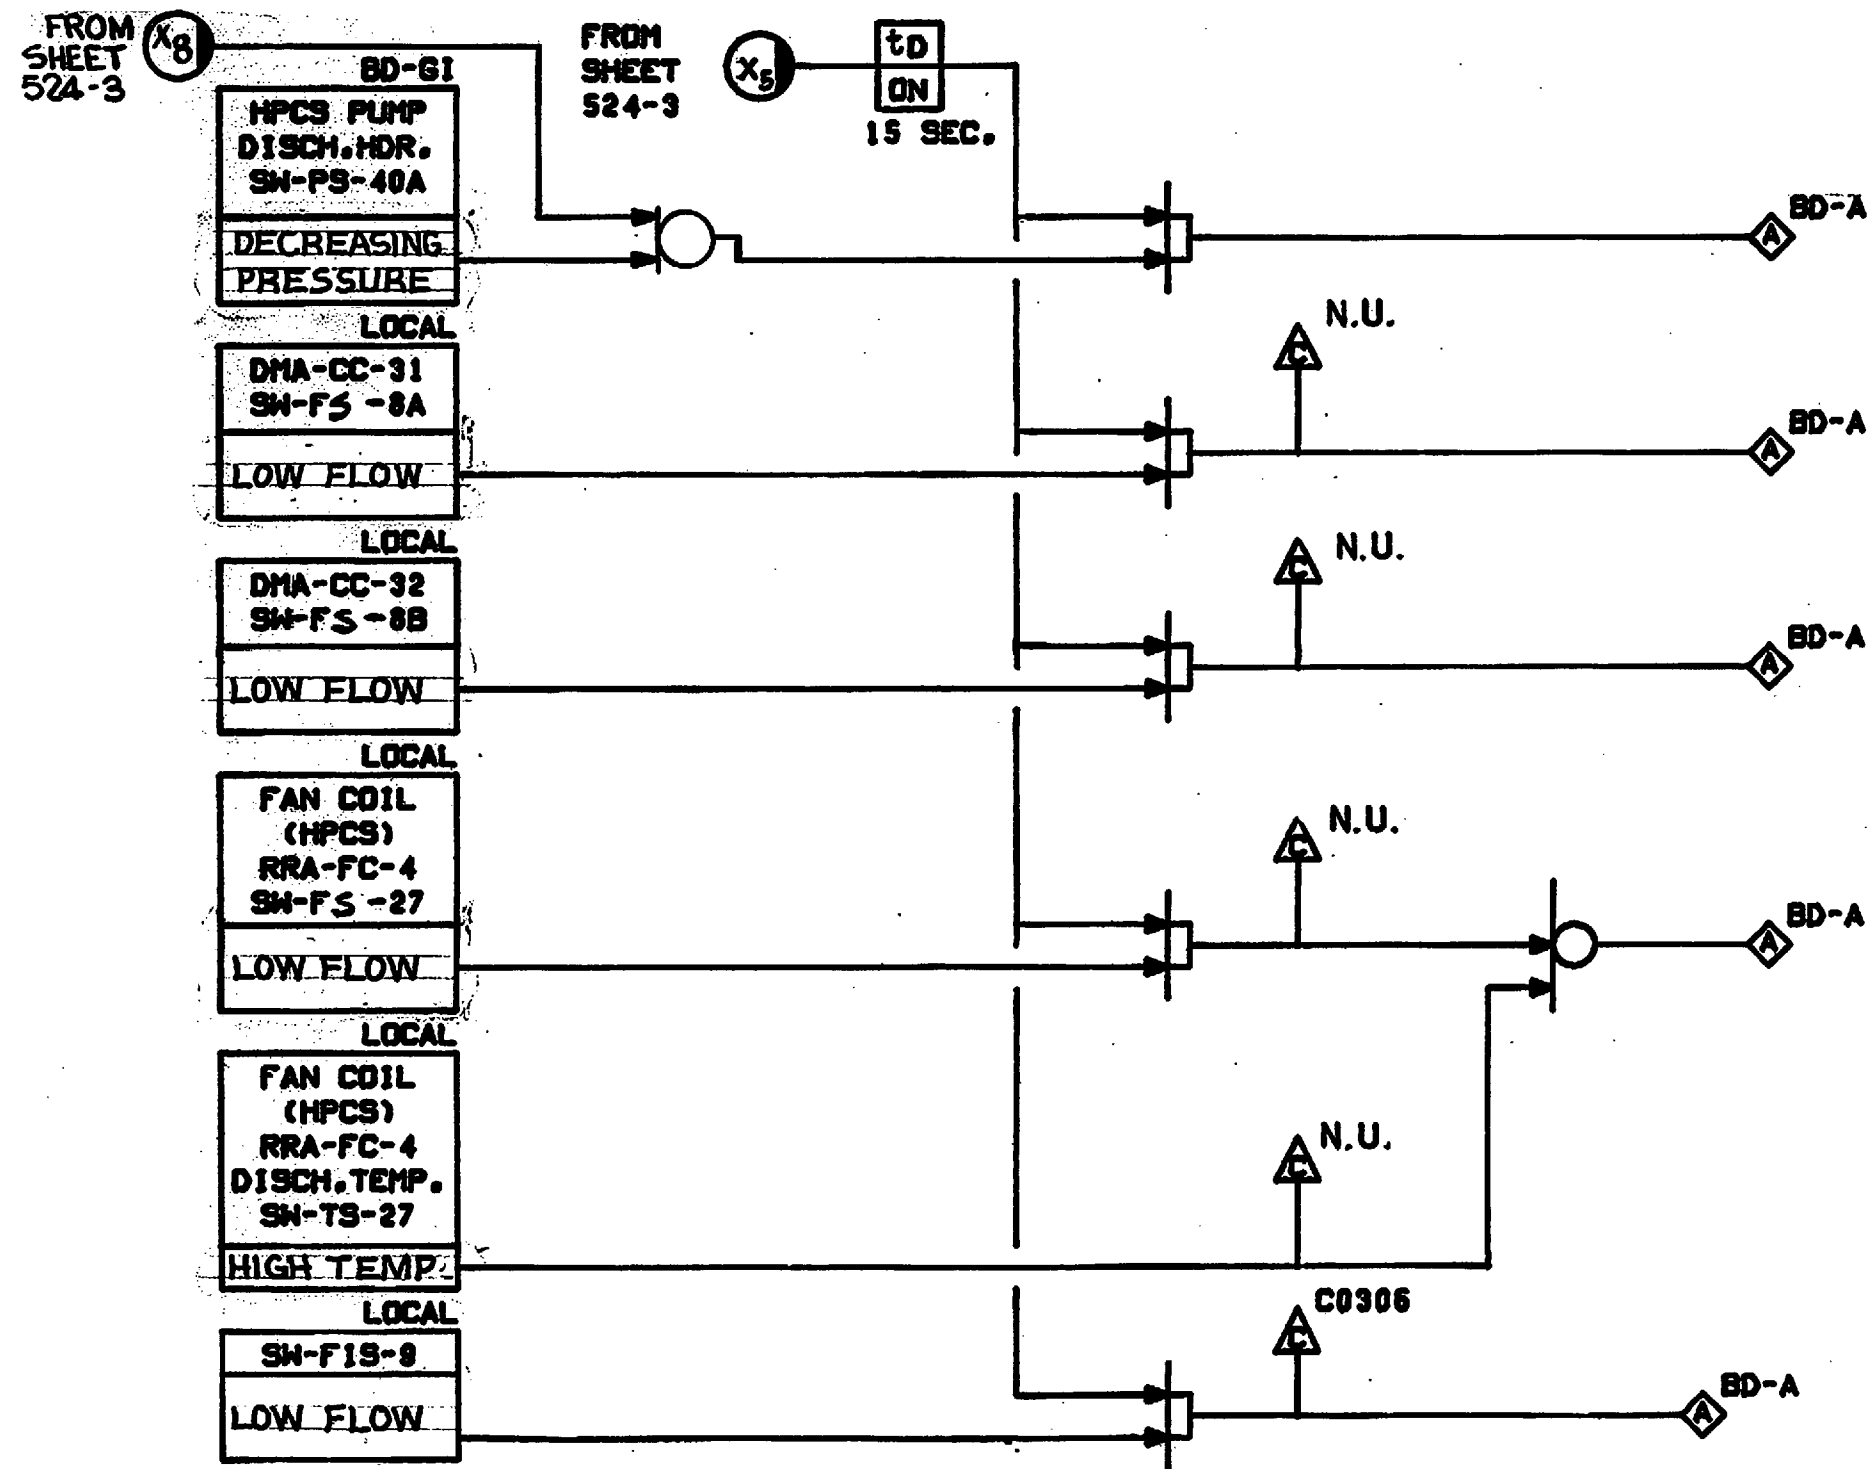 FROM
SHEET
524-3
X8
FROM
SHEET
524-3
X5
tD
ON
15 SEC.
BD-GI
HPCS PUMP
DISCH.HDR.
SW-PS-40A
DECREASING
PRESSURE
BD-A
A
LOCAL
DMA-CC-31
SW-FS-8A
LOW FLOW
C
N.U.
BD-A
A
LOCAL
DMA-CC-32
SW-FS-8B
LOW FLOW
C
N.U.
BD-A
A
LOCAL
FAN COIL
(HPCS)
RRA-FC-4
SW-FS-27
LOW FLOW
C
N.U.
BD-A
A
LOCAL
FAN COIL
(HPCS)
RRA-FC-4
DISCH.TEMP.
SW-TS-27
HIGH TEMP.
C
N.U.
LOCAL
SW-FIS-9
LOW FLOW
C
C0306
BD-A
A